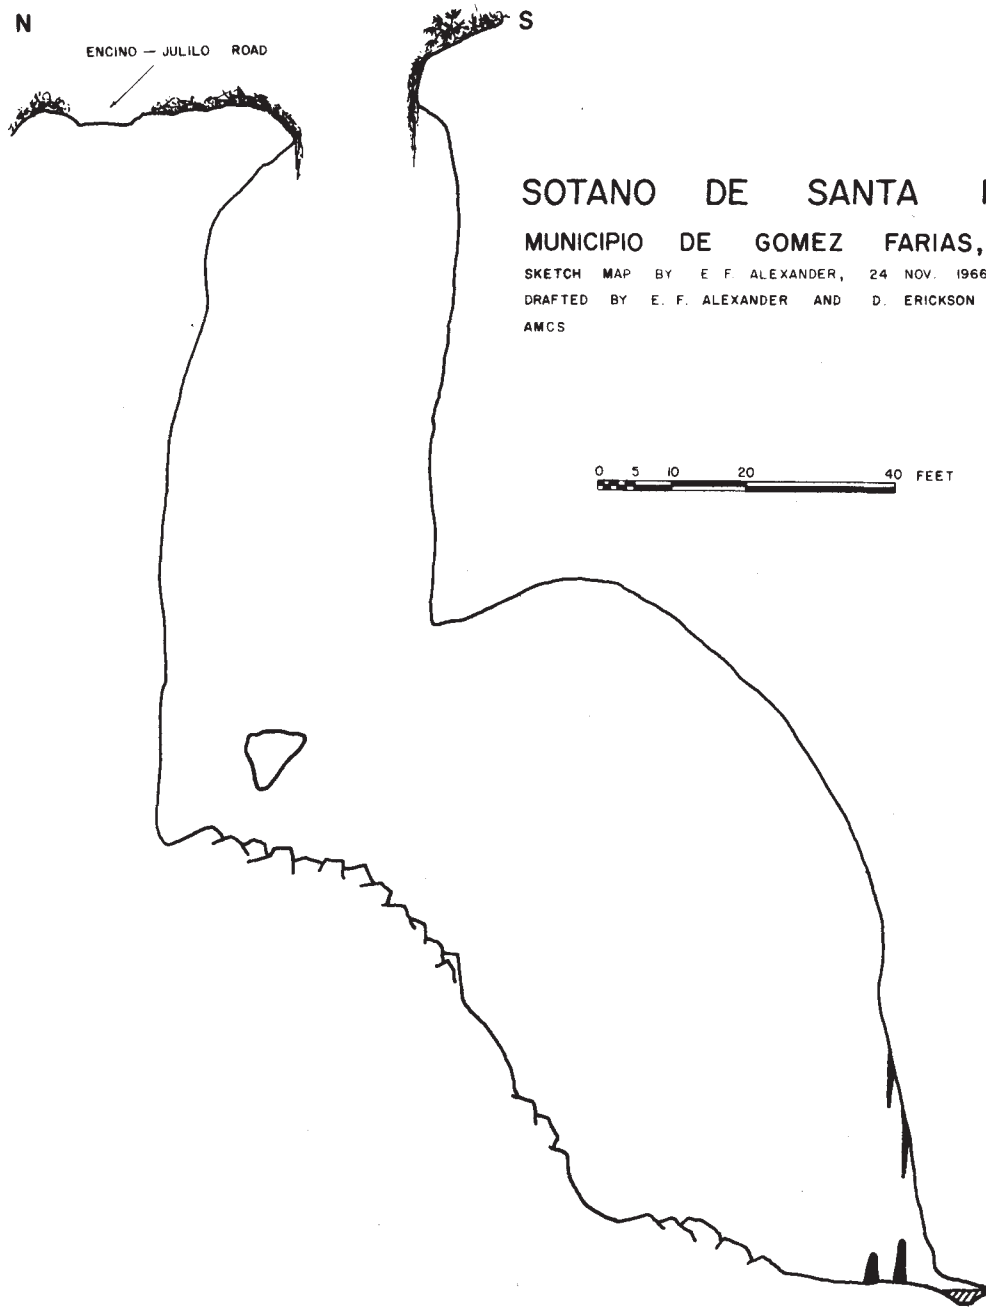 N
S
ENCINO — JULILO ROAD
SOTANO DE SANTA
MUNICIPIO DE GOMEZ FARIAS,
SKETCH MAP BY E F. ALEXANDER, 24 NOV. 1966
DRAFTED BY E. F. ALEXANDER AND D. ERICKSON
AMCS
0 5 10 20 40 FEET